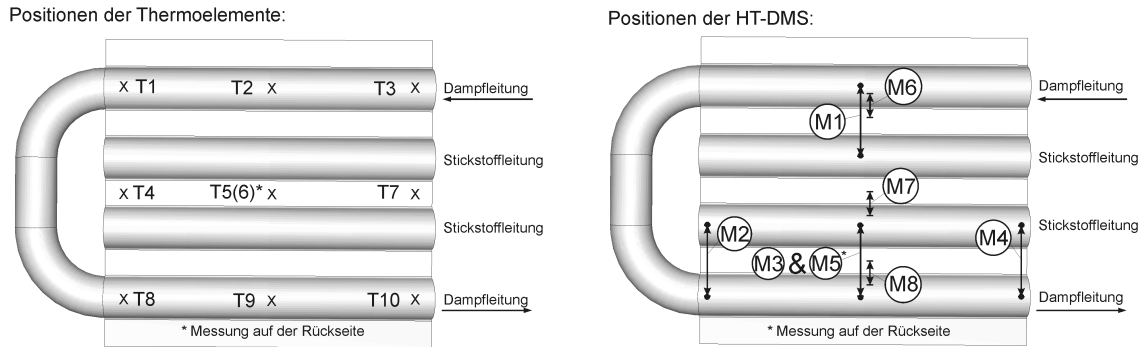 Positionen der Thermoelemente:
x T1 T2 x T3 x Dampfleitung
Stickstoffleitung
x T4 T5(6)* x T7 x
Stickstoffleitung
x T8 T9 x T10 x Dampfleitung
* Messung auf der Rückseite
Positionen der HT-DMS:
M6 Dampfleitung
M1
Stickstoffleitung
M7
Stickstoffleitung
M2 M4
M3 & M5*
M8
Dampfleitung
* Messung auf der Rückseite